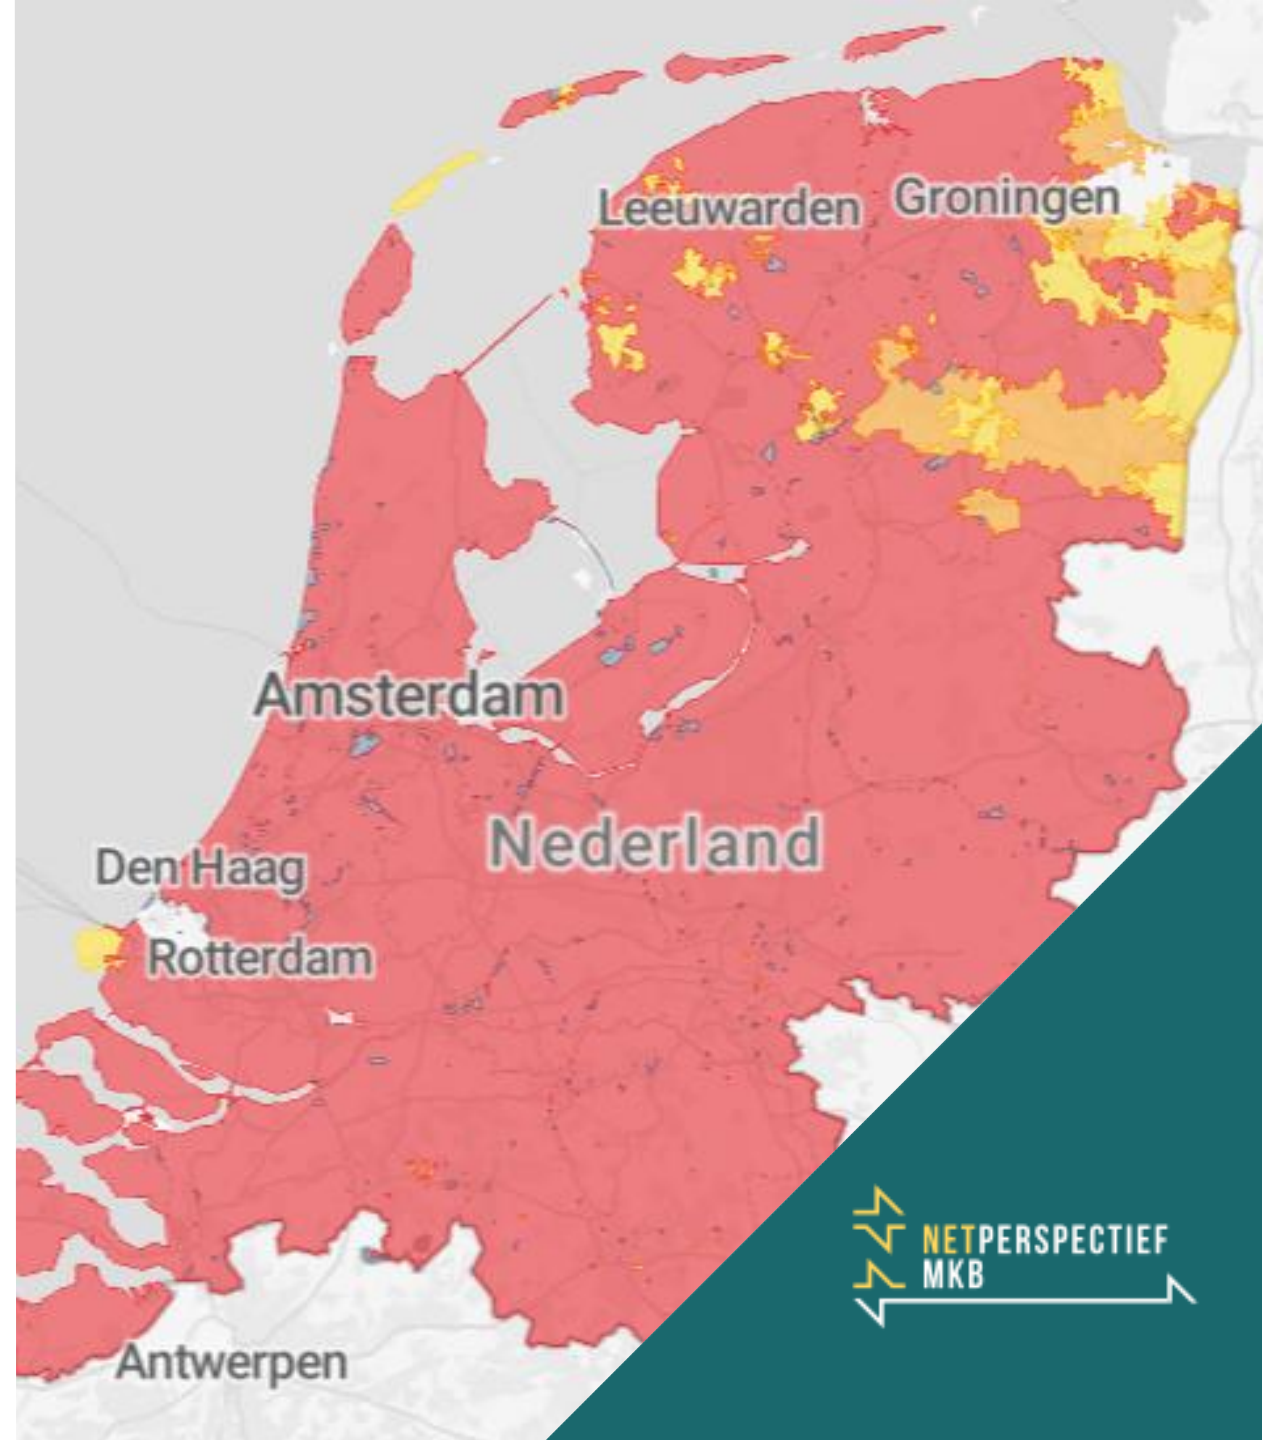 Leeuwarden
Groningen
Amsterdam
Nederland
Den Haag
Rotterdam
Antwerpen
NETPERSPECTIEF
MKB